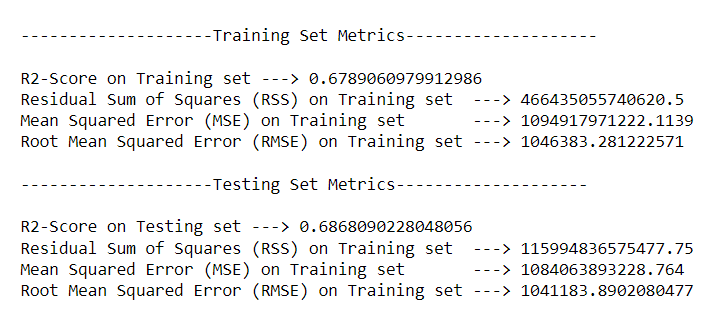 --------------------Training Set Metrics--------------------
R2-Score on Training set ---> 0.6789060979912986
Residual Sum of Squares (RSS) on Training set  ---> 466435055740620.5
Mean Squared Error (MSE) on Training set       ---> 1094917971222.1139
Root Mean Squared Error (RMSE) on Training set ---> 1046383.281222571
--------------------Testing Set Metrics--------------------
R2-Score on Testing set ---> 0.6868090228048056
Residual Sum of Squares (RSS) on Training set  ---> 115994836575477.75
Mean Squared Error (MSE) on Training set       ---> 1084063893228.764
Root Mean Squared Error (RMSE) on Training set ---> 1041183.8902080477